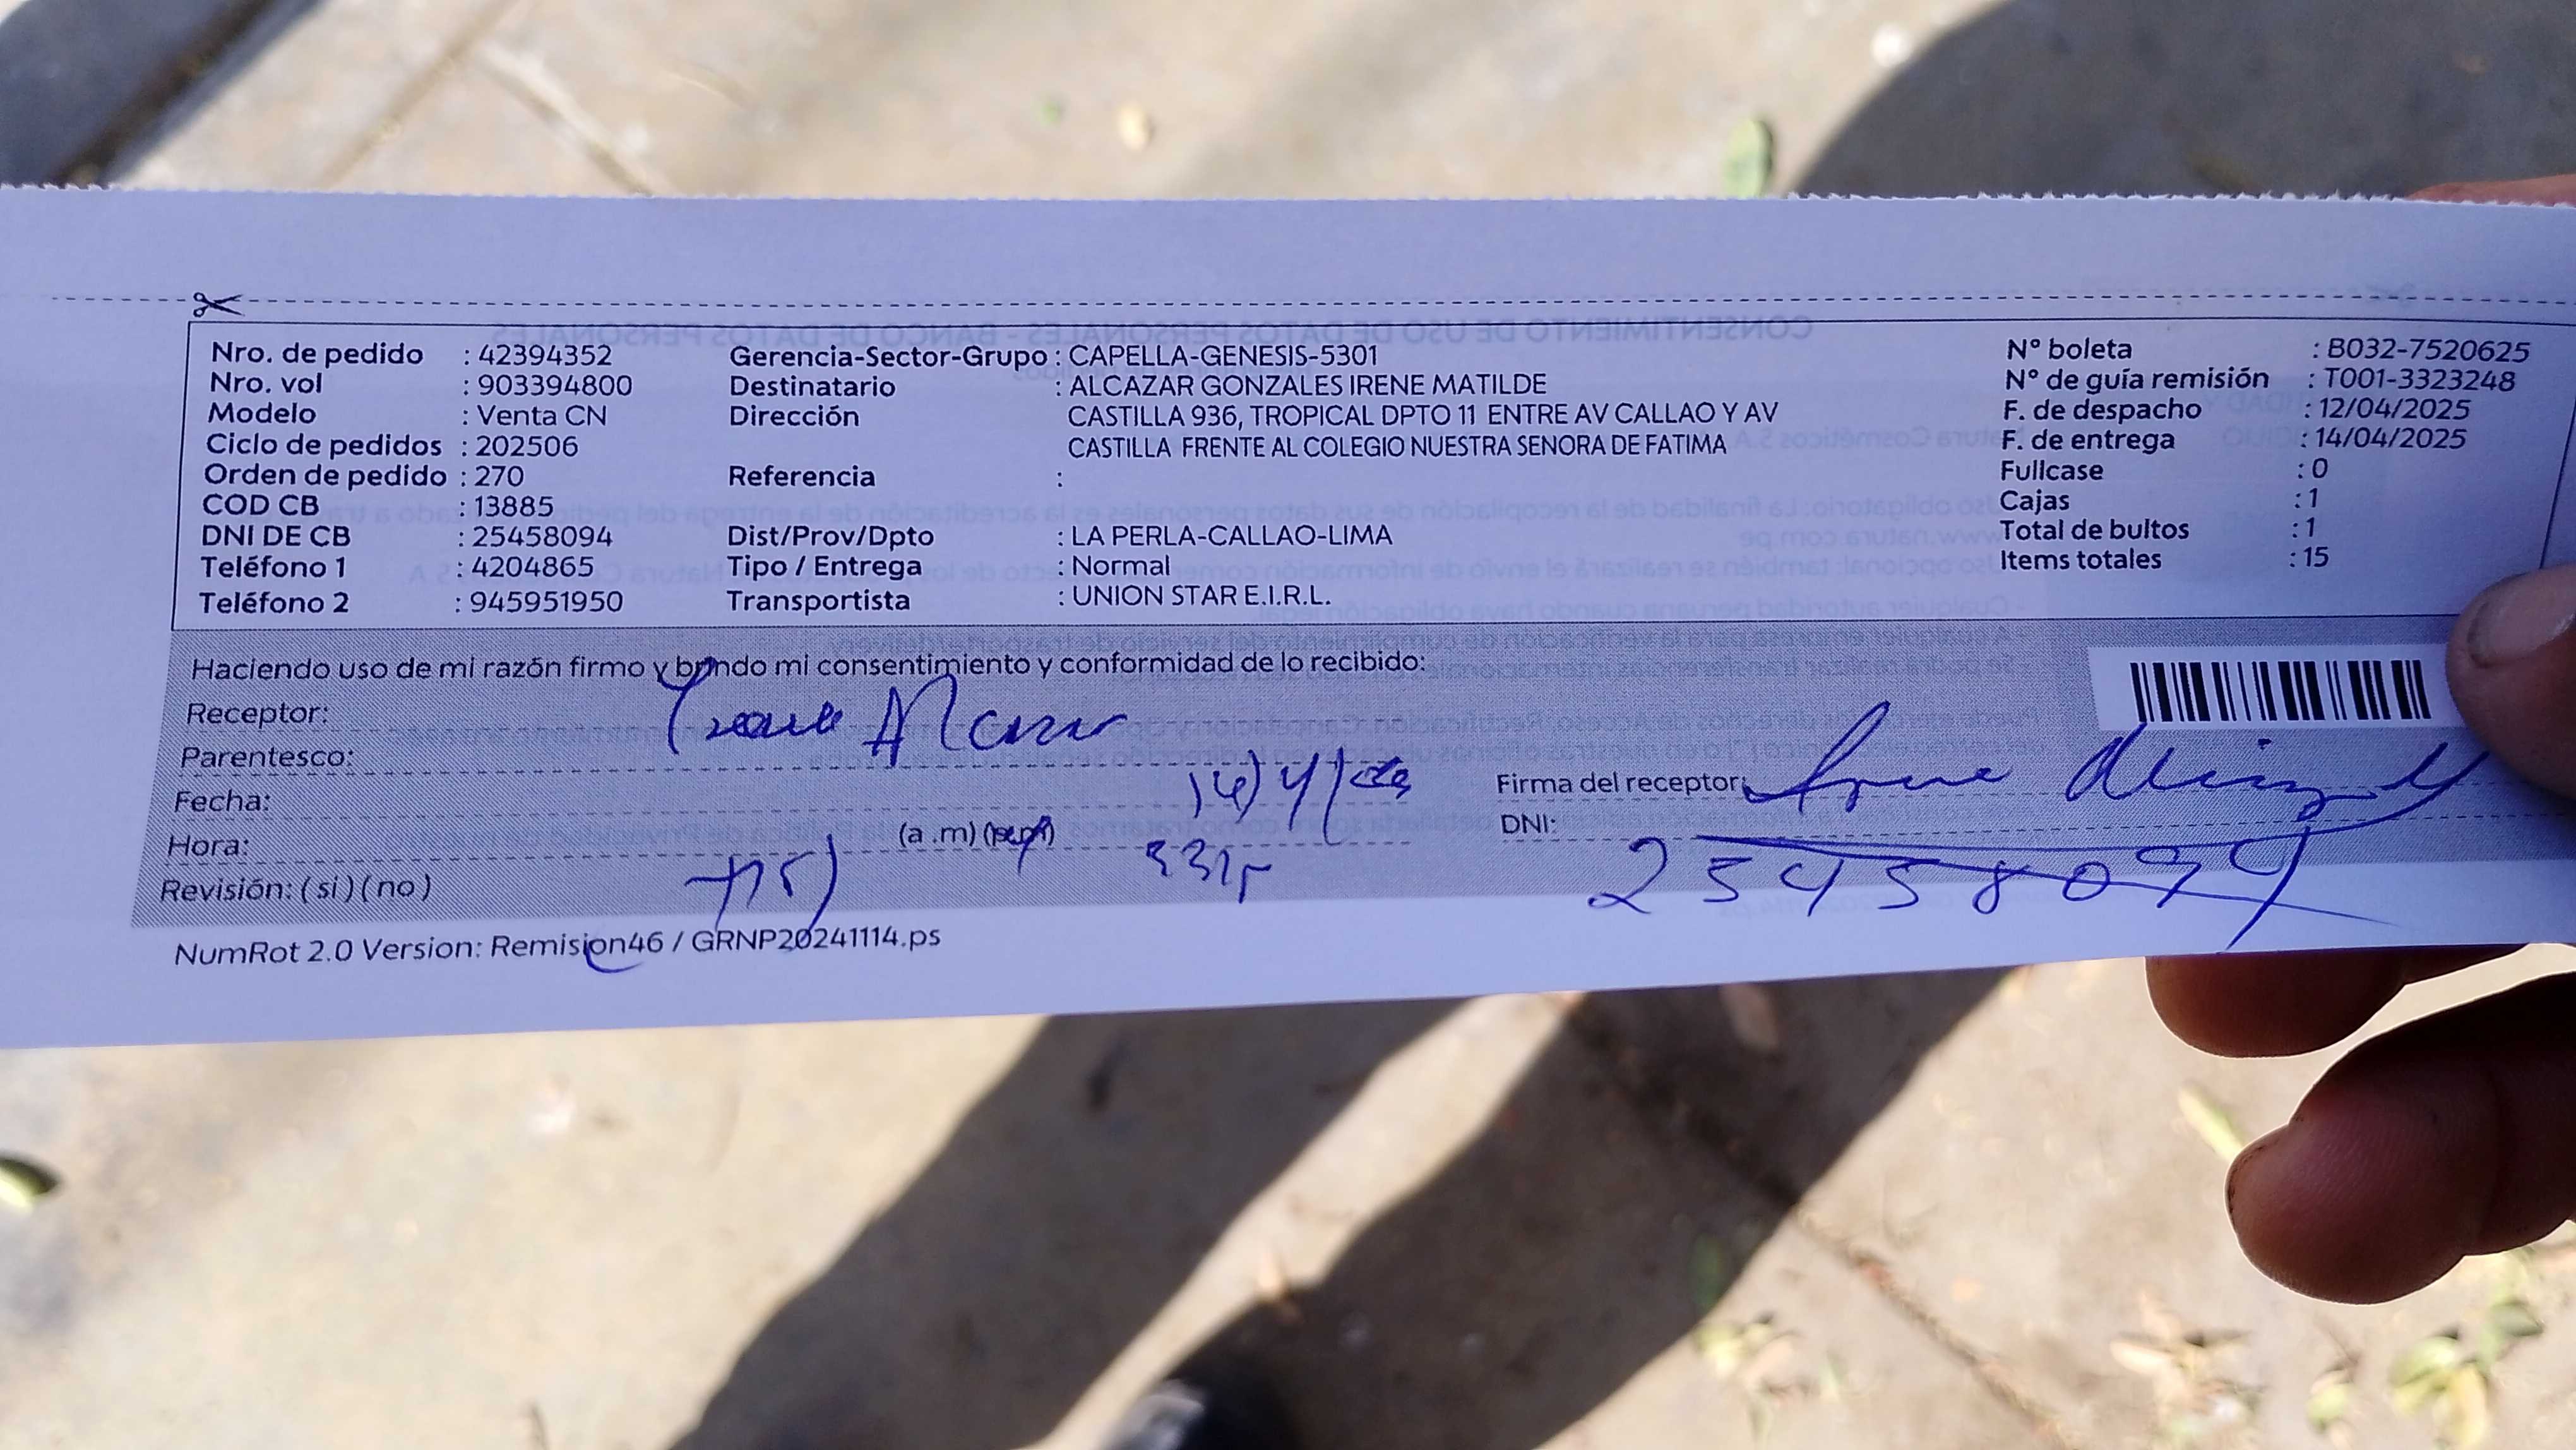 Nro. de pedido : 42394352 Gerencia-Sector-Grupo : CAPELLA-GENESIS-5301 N° boleta : B032-7520625
Nro. vol : 903394800 Destinatario : ALCAZAR GONZALES IRENE MATILDE N° de guía remisión : T001-3323248
Modelo : Venta CN Dirección CASTILLA 936, TROPICAL DPTO 11 ENTRE AV CALLAO Y AV F. de despacho : 12/04/2025
Ciclo de pedidos : 202506 CASTILLA FRENTE AL COLEGIO NUESTRA SENORA DE FATIMA F. de entrega : 14/04/2025
Orden de pedido : 270 Referencia : Fullcase : 0
COD CB : 13885 Cajas : 1
DNI DE CB : 25458094 Dist/Prov/Dpto : LA PERLA-CALLAO-LIMA Total de bultos : 1
Teléfono 1 : 4204865 Tipo / Entrega : Normal Items totales : 15
Teléfono 2 : 945951950 Transportista : UNION STAR E.I.R.L.
Haciendo uso de mi razón firmo y brindo mi consentimiento y conformidad de lo recibido:
Receptor: Irene Alcazar
Parentesco:
Fecha: 14/4/25 Firma del receptor: Irene
Hora: (a.m) (p.m) DNI:
Revisión: (si) (no) 25458094
NumRot 2.0 Version: Remision46 / GRNP20241114.ps